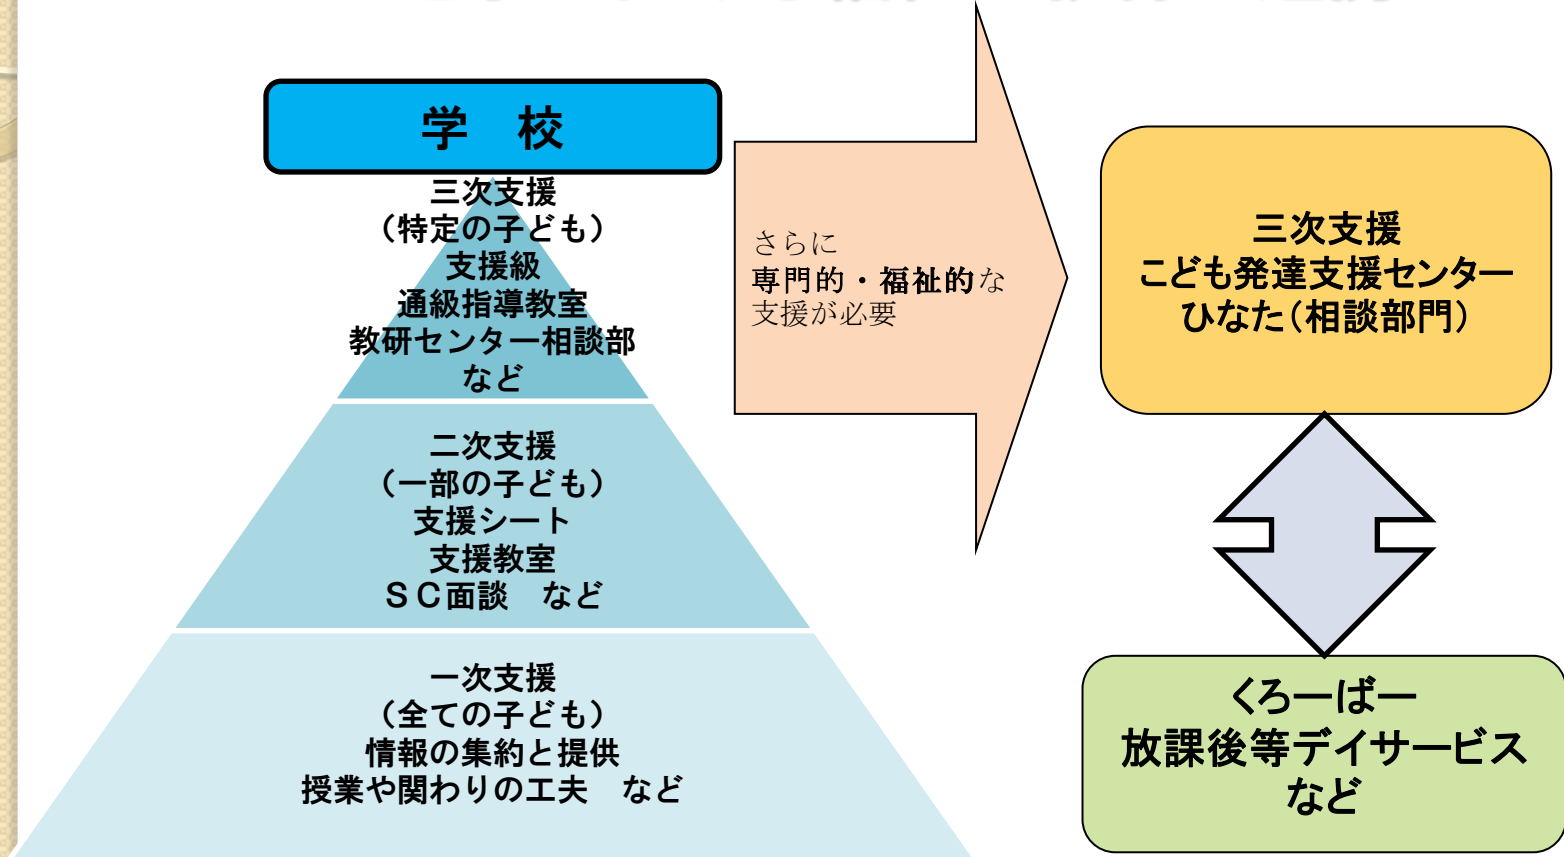 学　校
三次支援
（特定の子ども）
支援級
通級指導教室
教研センター相談部
など
二次支援
（一部の子ども）
支援シート
支援教室
ＳＣ面談　など
一次支援
（全ての子ども）
情報の集約と提供
授業や関わりの工夫　など
さらに
専門的・福祉的な
支援が必要
三次支援
こども発達支援センター
ひなた（相談部門）
くろーばー
放課後等デイサービス
など